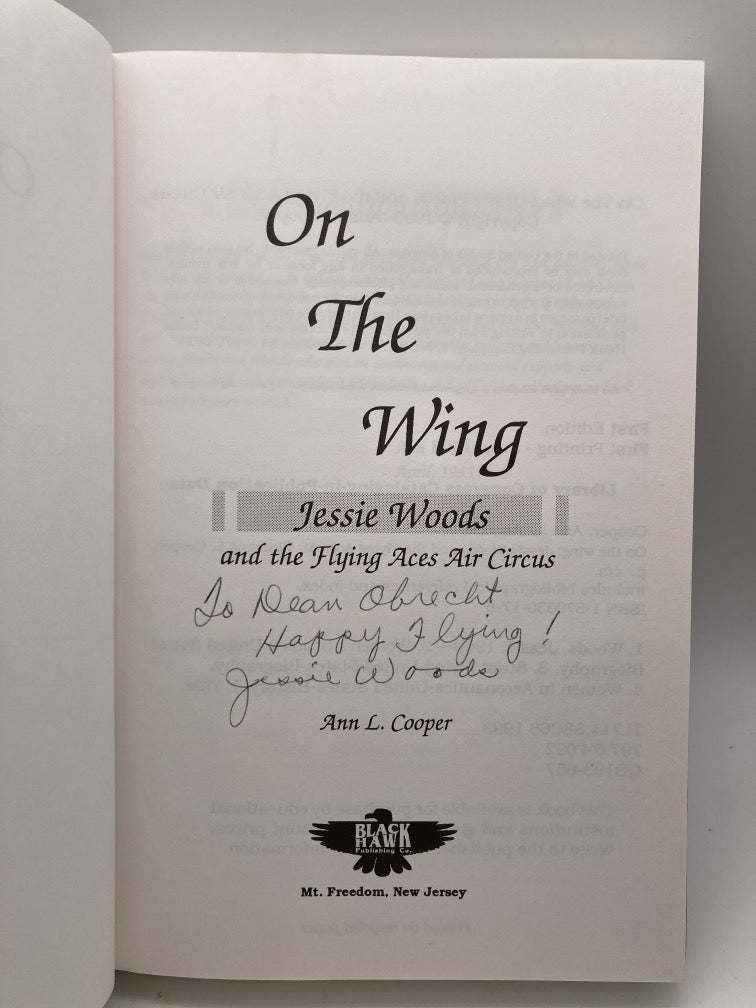 On
The
Wing
Jessie Woods
and the Flying Aces Air Circus
To Dean Obrecht
Happy Flying!
Jessie Woods
Ann L. Cooper
BLACK
HAWK
Publishing Co.
Mt. Freedom, New Jersey